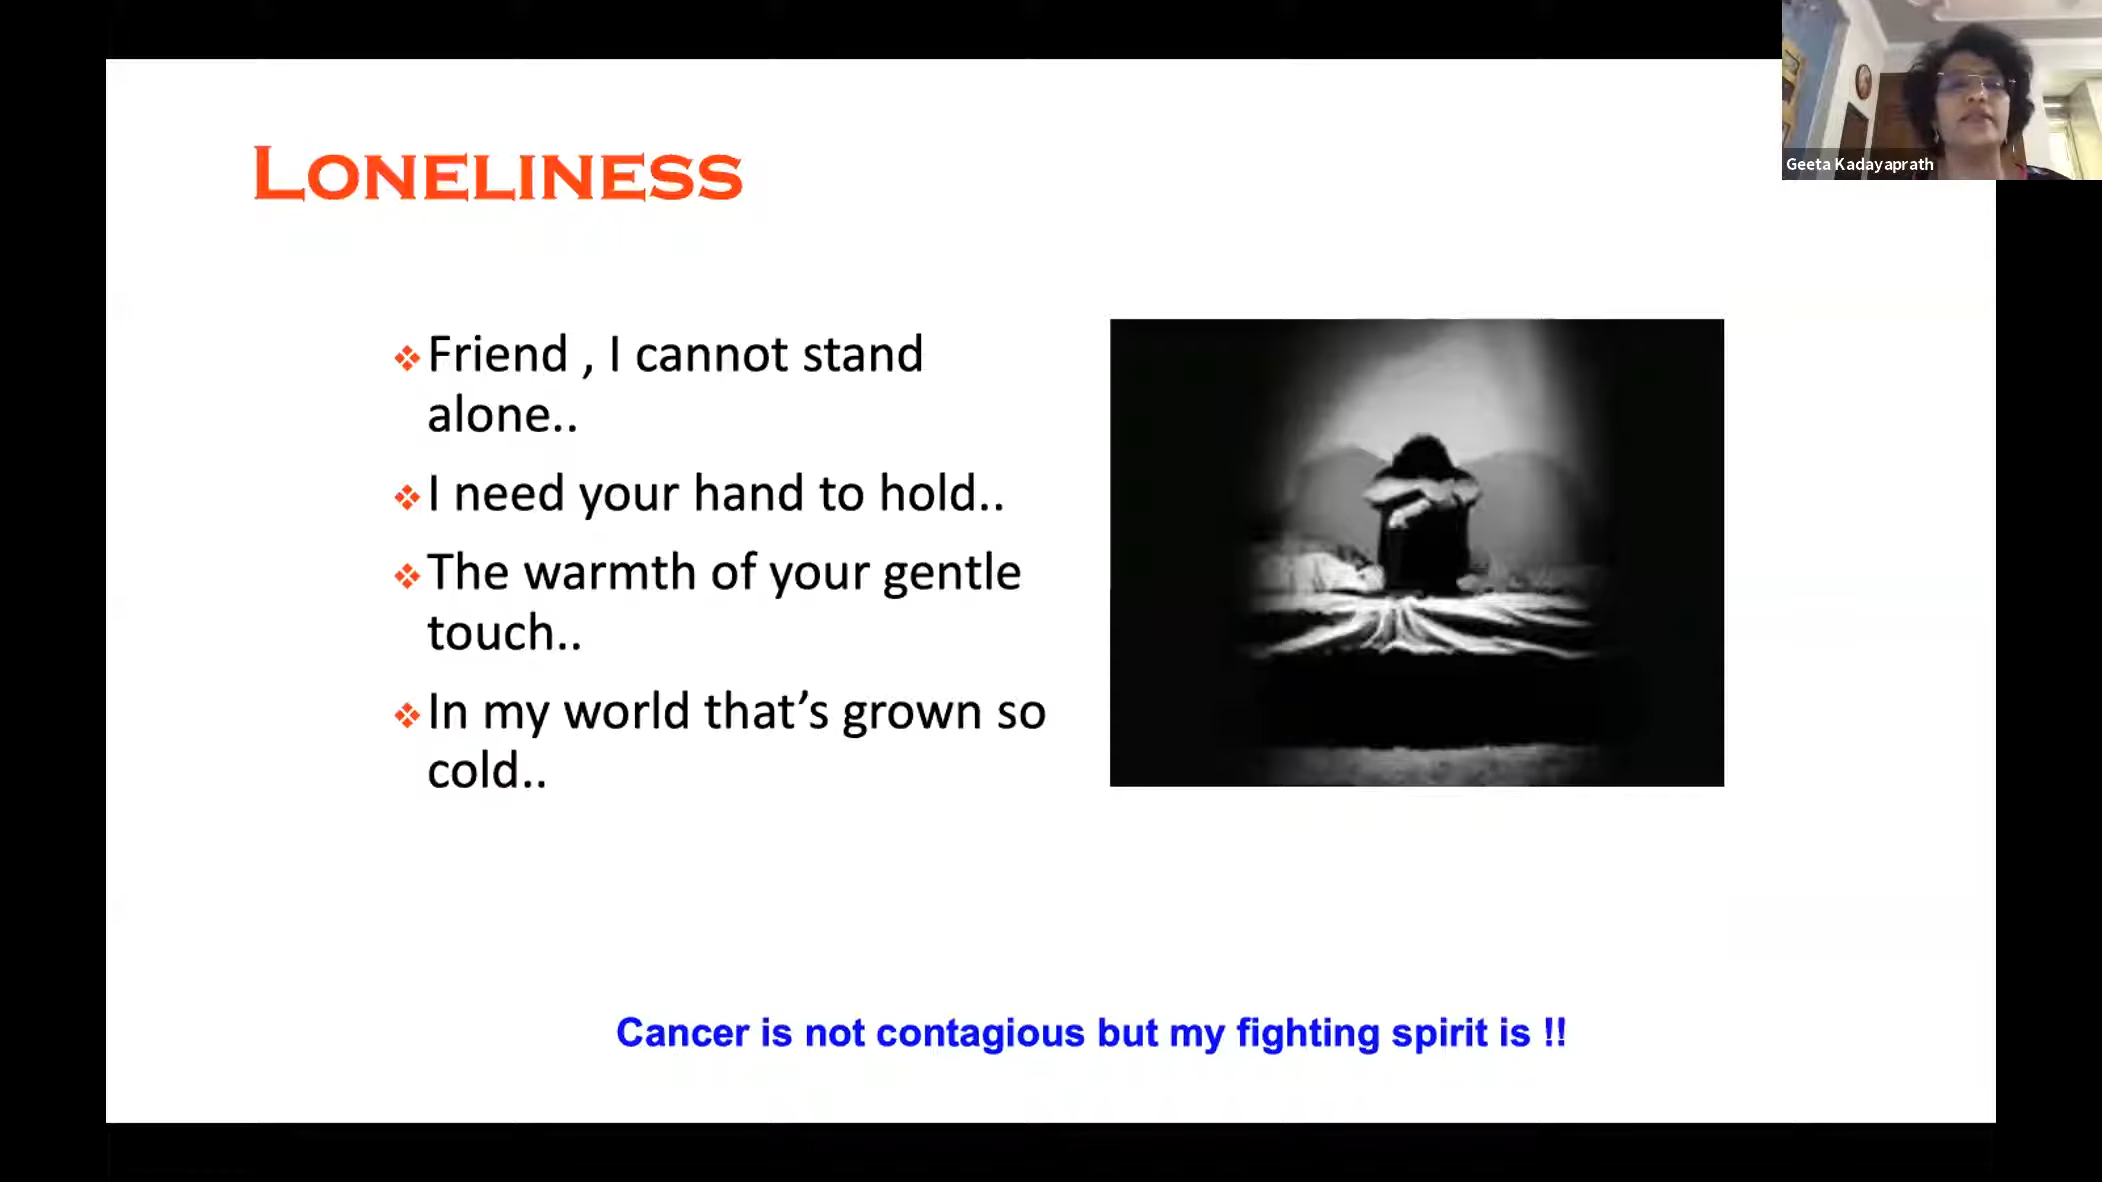 LONELINESS
Friend , I cannot stand
alone..
I need your hand to hold..
The warmth of your gentle
touch..
In my world that’s grown so
cold..
Cancer is not contagious but my fighting spirit is !!
Geeta Kadayaprath